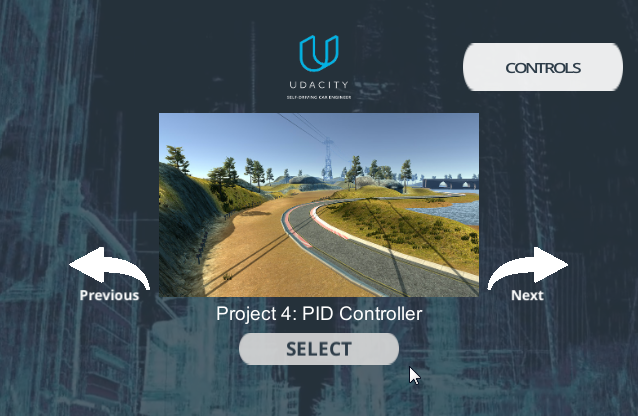 UDACITY
SELF-DRIVING CAR ENGINEER
CONTROLS
Previous
Next
Project 4: PID Controller
SELECT